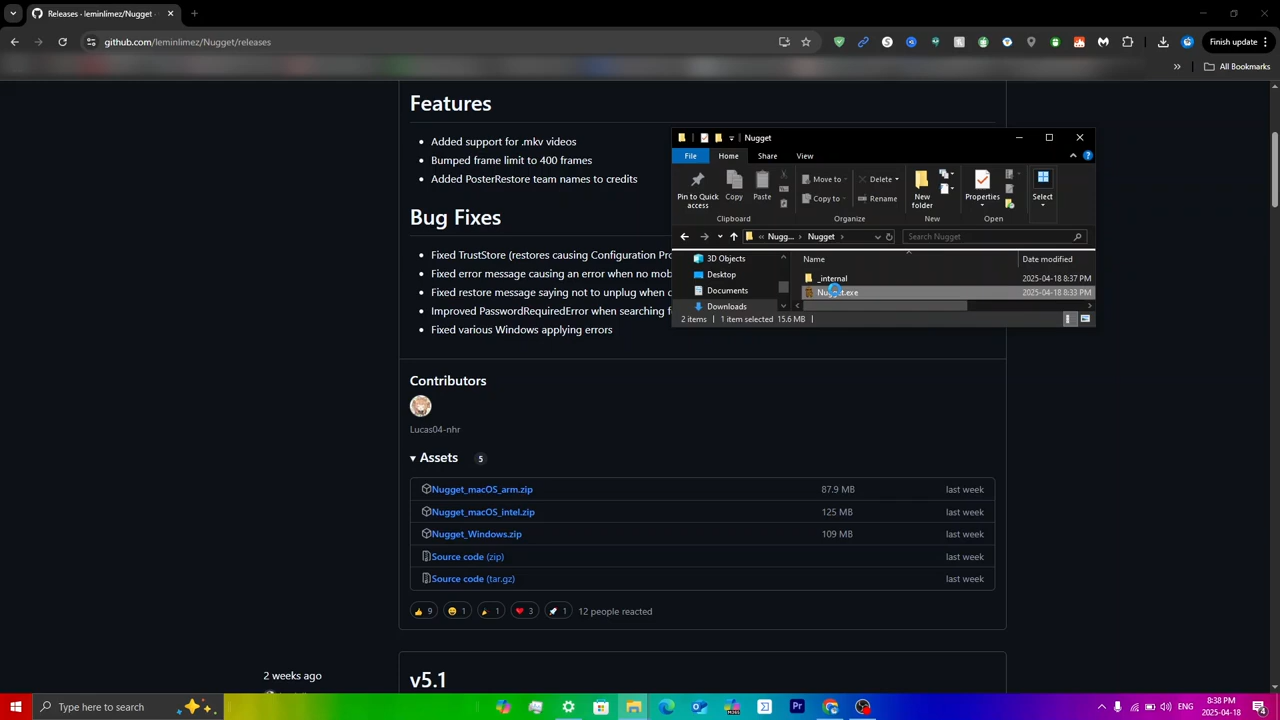 Releases · leminlimez/Nugget ·
github.com/leminlimez/Nugget/releases
Finish update
All Bookmarks
Features
Added support for .mkv videos
Bumped frame limit to 400 frames
Added PosterRestore team names to credits
Bug Fixes
Fixed TrustStore (restores causing Configuration Pro
Fixed error message causing an error when no mob
Fixed restore message saying not to unplug when c
Improved PasswordRequiredError when searching f
Fixed various Windows applying errors
Nugget
File
Home
Share
View
Pin to Quick
access
Copy
Paste
Move to
Copy to
Delete
Rename
New
folder
Properties
Open
Select
Clipboard
Organize
New
Open
Nugg...
Nugget
Search Nugget
3D Objects
Desktop
Documents
Downloads
Name
Date modified
_internal
2025-04-18 8:37 PM
2025-04-18 8:33 PM
2 items
1 item selected 15.6 MB
Contributors
Lucas04-nhr
Assets 5
Nugget_macOS_arm.zip 87.9 MB last week
Nugget_macOS_intel.zip 125 MB last week
Nugget_Windows.zip 109 MB last week
Source code (zip) last week
Source code (tar.gz) last week
9
1
1
3
1
12 people reacted
2 weeks ago
v5.1
Type here to search
Pr
ENG
8:38 PM
2025-04-18